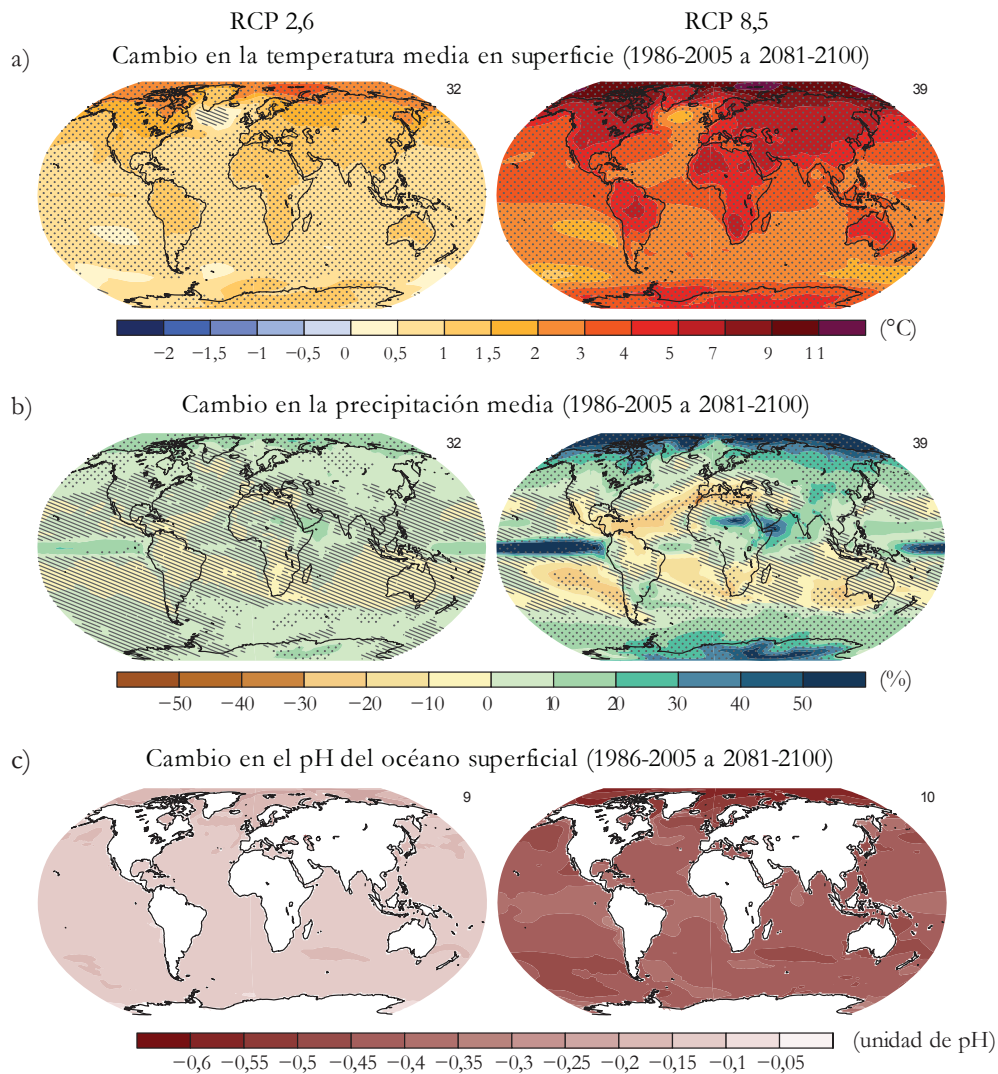 RCP 2,6 RCP 8,5
a) Cambio en la temperatura media en superficie (1986-2005 a 2081-2100)
32 39
−2 −1,5 −1 −0,5 0 0,5 1 1,5 2 3 4 5 7 9 11 (°C)
b) Cambio en la precipitación media (1986-2005 a 2081-2100)
32 39
−50 −40 −30 −20 −10 0 10 20 30 40 50 (%)
c) Cambio en el pH del océano superficial (1986-2005 a 2081-2100)
9 10
−0,6 −0,55 −0,5 −0,45 −0,4 −0,35 −0,3 −0,25 −0,2 −0,15 −0,1 −0,05 (unidad de pH)